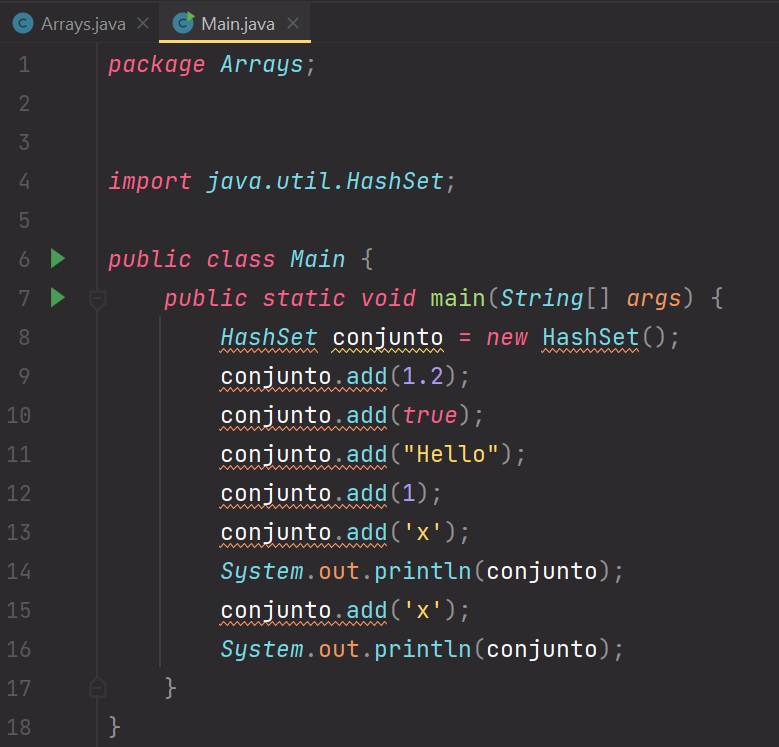 Arrays.java Main.java
1 package Arrays;
2
3
4 import java.util.HashSet;
5
6 public class Main {
7 public static void main(String[] args) {
8 HashSet conjunto = new HashSet();
9 conjunto.add(1.2);
10 conjunto.add(true);
11 conjunto.add("Hello");
12 conjunto.add(1);
13 conjunto.add('x');
14 System.out.println(conjunto);
15 conjunto.add('x');
16 System.out.println(conjunto);
17 }
18 }